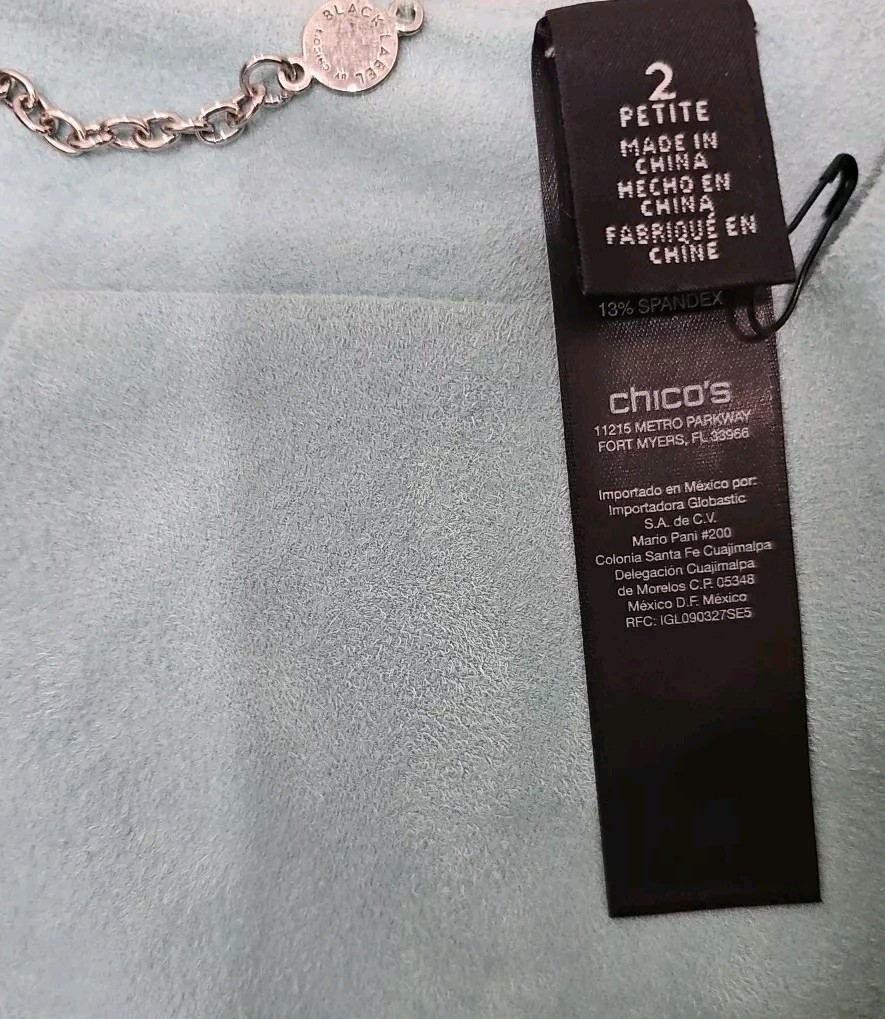 BLACK LABEL BY CHICO'S
2
PETITE
MADE IN
CHINA
HECHO EN
CHINA
FABRIQUÉ EN
CHINE
13% SPANDEX
chico's
11215 METRO PARKWAY
FORT MYERS, FL 33966
Importado en México por:
Importadora Globastic
S.A. de C.V.
Mario Pani #200
Colonia Santa Fe Cuajimalpa
Delegación Cuajimalpa
de Morelos C.P. 05348
México D.F. México
RFC: IGL090327SE5